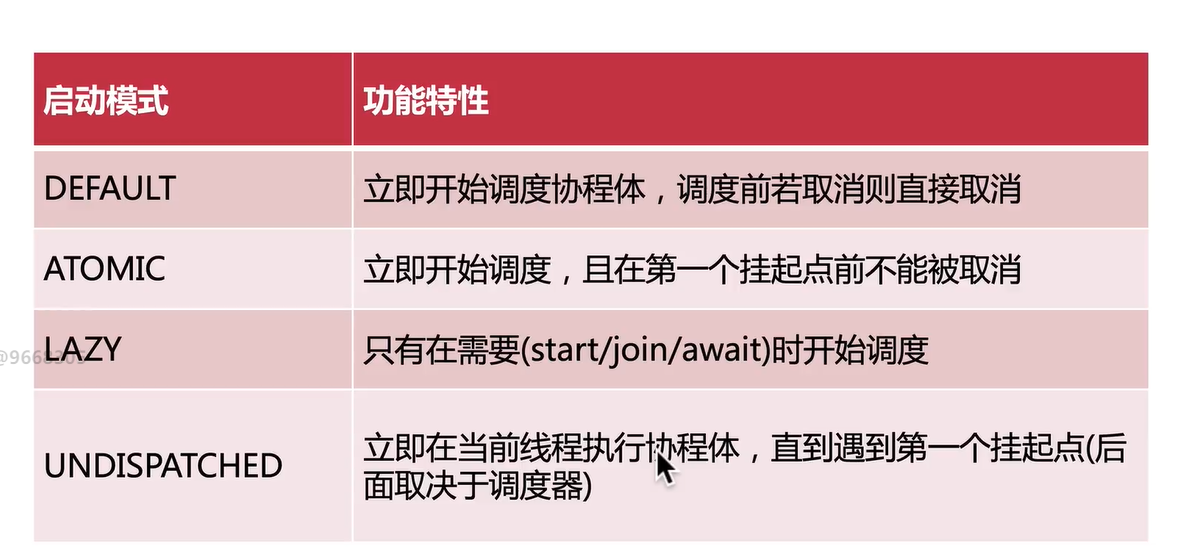 启动模式 功能特性
DEFAULT 立即开始调度协程体，调度前若取消则直接取消
ATOMIC 立即开始调度，且在第一个挂起点前不能被取消
LAZY 只有在需要(start/join/await)时开始调度
UNDISPATCHED 立即在当前线程执行协程体，直到遇到第一个挂起点(后
面取决于调度器)